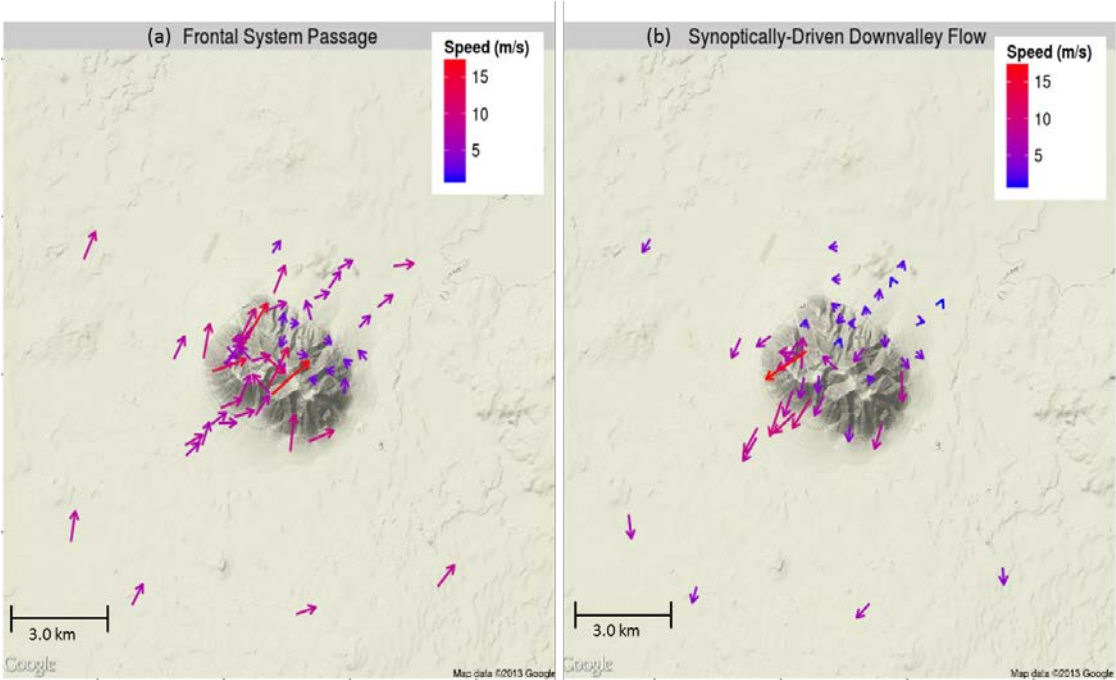 (a) Frontal System Passage
Speed (m/s)
15
10
5
3.0 km
Google
Map data ©2013 Google
(b) Synoptically-Driven Downvalley Flow
Speed (m/s)
15
10
5
3.0 km
Google
Map data ©2013 Google